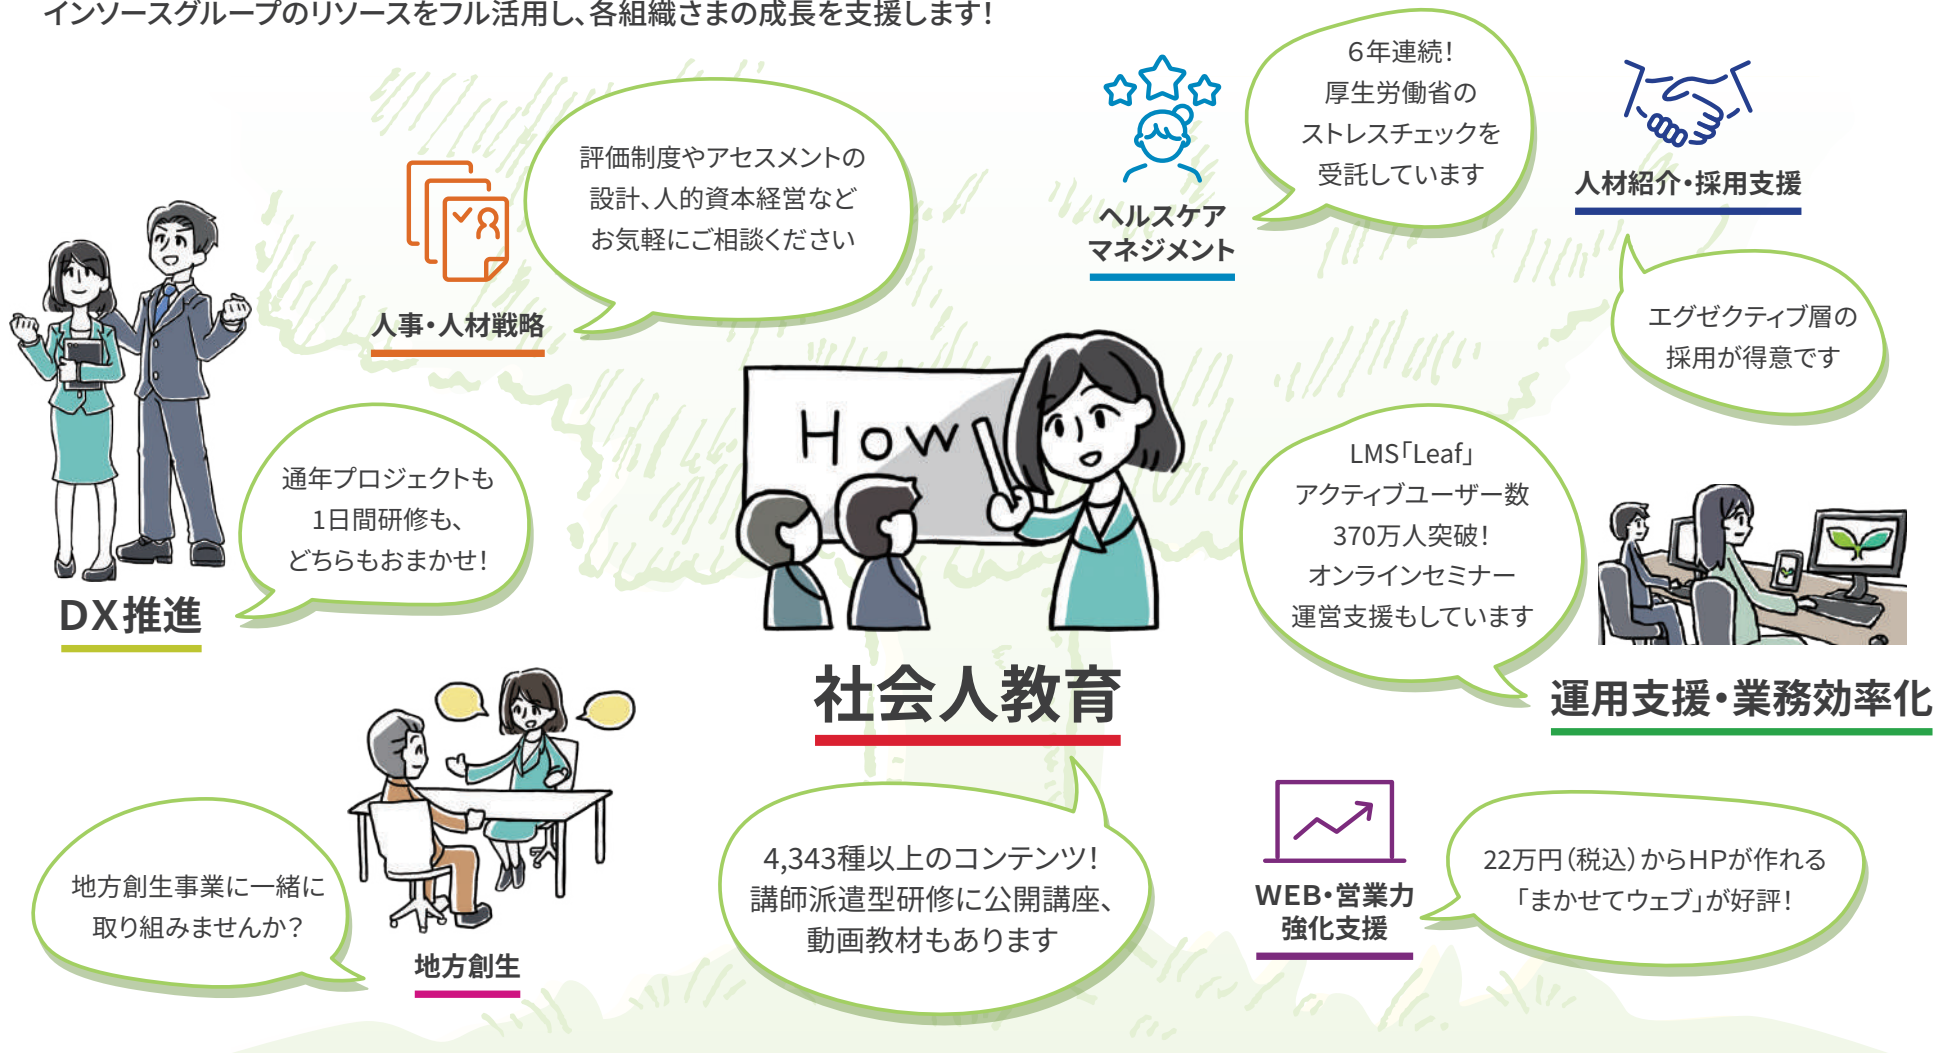 インソースグループのリソースをフル活用し、各組織さまの成長を支援します!
評価制度やアセスメントの
設計、人的資本経営など
お気軽にご相談ください
人事・人材戦略
6年連続!
厚生労働省の
ストレスチェックを
受託しています
ヘルスケア
マネジメント
人材紹介・採用支援
エグゼクティブ層の
採用が得意です
通年プロジェクトも
1日間研修も、
どちらもおまかせ!
DX推進
How
社会人教育
4,343種以上のコンテンツ!
講師派遣型研修に公開講座、
動画教材もあります
LMS「Leaf」
アクティブユーザー数
370万人突破!
オンラインセミナー
運営支援もしています
運用支援・業務効率化
地方創生事業に一緒に
取り組みませんか?
地方創生
WEB・営業力
強化支援
22万円(税込)からHPが作れる
「まかせてウェブ」が好評!